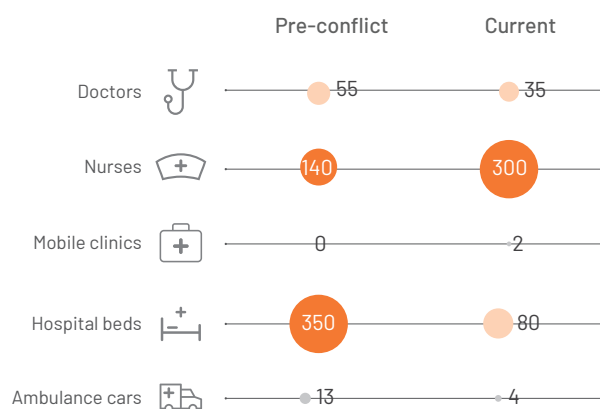 Pre-conflict Current
Doctors 55 35
Nurses 140 300
Mobile clinics 0 2
Hospital beds 350 80
Ambulance cars 13 4